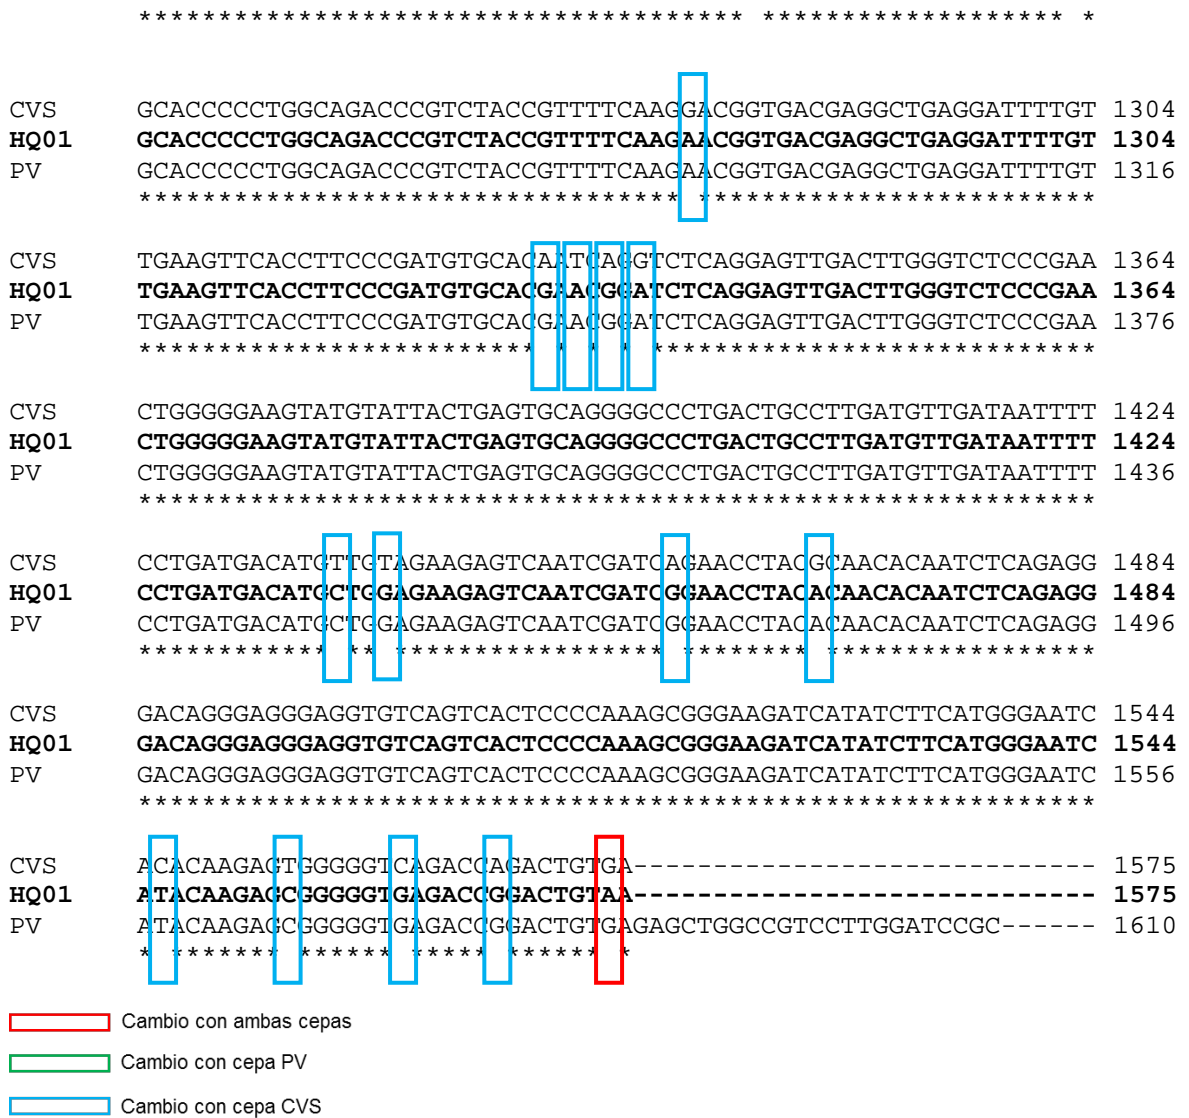 ************************************** ******************* *
CVS GCACCCCCTGGCAGACCCGTCTACCGTTTTCAAGGACGGTGACGAGGCTGAGGATTTTGT 1304
HQ01 GCACCCCCTGGCAGACCCGTCTACCGTTTTCAAGAACGGTGACGAGGCTGAGGATTTTGT 1304
PV GCACCCCCTGGCAGACCCGTCTACCGTTTTCAAGAACGGTGACGAGGCTGAGGATTTTGT 1316
********************************** *************************
CVS TGAAGTTCACCTTCCCGATGTGCACAATCAGGTCTCAGGAGTTGACTTGGGTCTCCCGAA 1364
HQ01 TGAAGTTCACCTTCCCGATGTGCACGAACGGATCTCAGGAGTTGACTTGGGTCTCCCGAA 1364
PV TGAAGTTCACCTTCCCGATGTGCACGAACGGATCTCAGGAGTTGACTTGGGTCTCCCGAA 1376
************************* * * * ****************************
CVS CTGGGGGAAGTATGTATTACTGAGTGCAGGGGCCCTGACTGCCTTGATGTTGATAATTTT 1424
HQ01 CTGGGGGAAGTATGTATTACTGAGTGCAGGGGCCCTGACTGCCTTGATGTTGATAATTTT 1424
PV CTGGGGGAAGTATGTATTACTGAGTGCAGGGGCCCTGACTGCCTTGATGTTGATAATTTT 1436
************************************************************
CVS CCTGATGACATGTTGTAGAAGAGTCAATCGATCAGAACCTACGCAACACAATCTCAGAGG 1484
HQ01 CCTGATGACATGCTGGAGAAGAGTCAATCGATCGGAACCTACACAACACAATCTCAGAGG 1484
PV CCTGATGACATGCTGGAGAAGAGTCAATCGATCGGAACCTACACAACACAATCTCAGAGG 1496
************ ** ***************** ******** *****************
CVS GACAGGGAGGGAGGTGTCAGTCACTCCCCAAAGCGGGAAGATCATATCTTCATGGGAATC 1544
HQ01 GACAGGGAGGGAGGTGTCAGTCACTCCCCAAAGCGGGAAGATCATATCTTCATGGGAATC 1544
PV GACAGGGAGGGAGGTGTCAGTCACTCCCCAAAGCGGGAAGATCATATCTTCATGGGAATC 1556
************************************************************
CVS ACACAAGAGTGGGGGTCAGACCAGACTGTGA----------------------------- 1575
HQ01 ATACAAGAGCGGGGGTGAGACCGGACTGTAA----------------------------- 1575
PV ATACAAGAGCGGGGGTGAGACCGGACTGTGAGAGCTGGCCGTCCTTGGATCCGC------ 1610
* ******* ****** ***** ****** *
Cambio con ambas cepas
Cambio con cepa PV
Cambio con cepa CVS